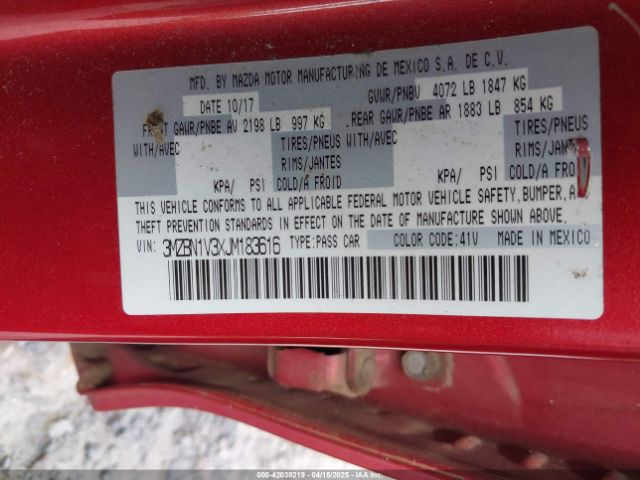 MFD. BY MAZDA MOTOR MANUFACTURING DE MEXICO S.A. DE C.V.
DATE 10/17 GVWR/PNBV 4072 LB 1847 KG
FRONT GAWR/PNBE AV 2198 LB 997 KG REAR GAWR/PNBE AR 1883 LB 854 KG
WITH/AVEC TIRES/PNEUS WITH/AVEC TIRES/PNEUS
RIMS/JANTES RIMS/JANTES
KPA/ PSI COLD/A FROID KPA/ PSI COLD/A FROID
THIS VEHICLE CONFORMS TO ALL APPLICABLE FEDERAL MOTOR VEHICLE SAFETY, BUMPER, A
THEFT PREVENTION STANDARDS IN EFFECT ON THE DATE OF MANUFACTURE SHOWN ABOVE.
VIN: 3MZBN1V3XJM183616 TYPE: PASS CAR COLOR CODE: 41V MADE IN MEXICO
000-42038219 - 04/15/2025 - IAAI.COM